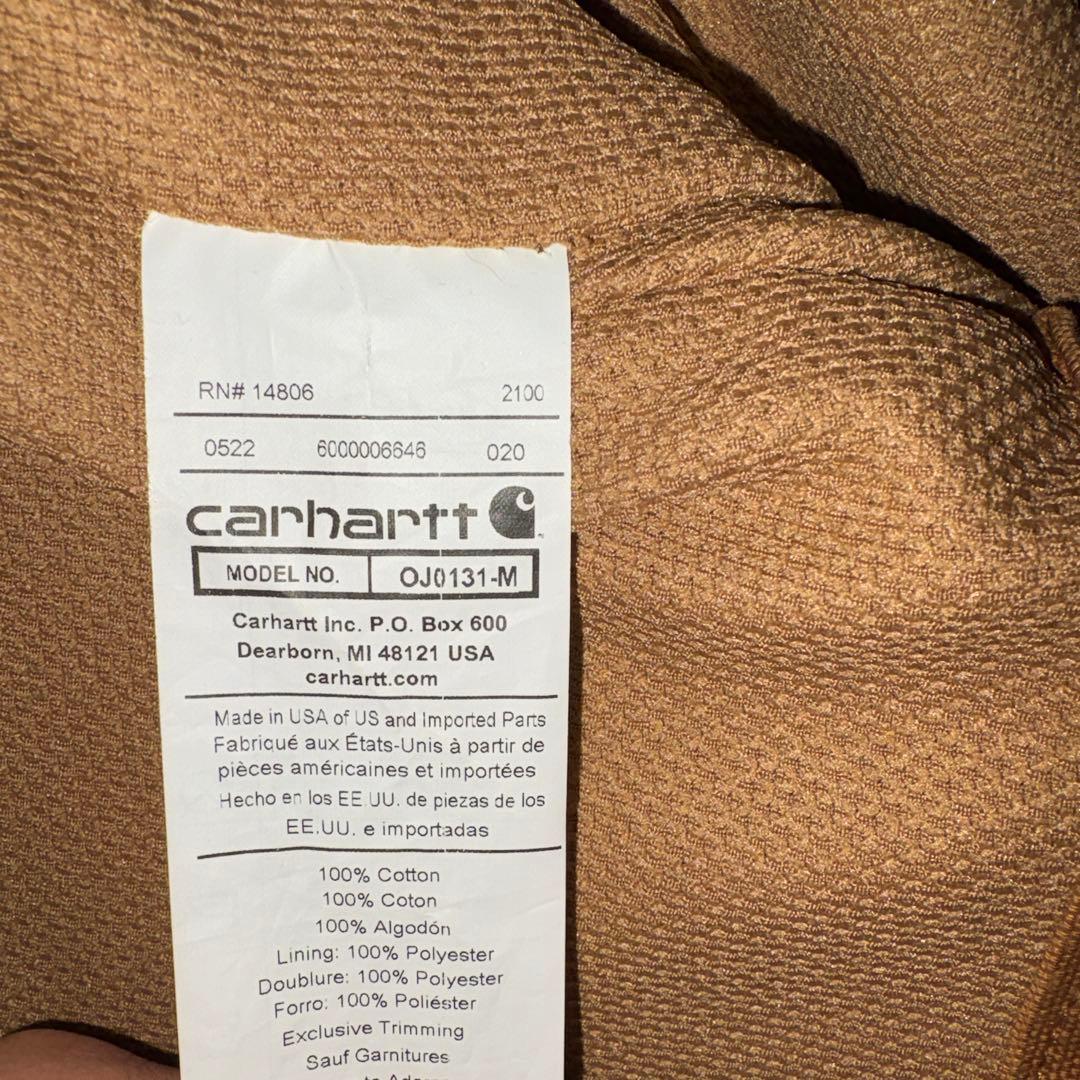 RN# 14806 2100
0522 6000006646 020
carhartt
MODEL NO. OJ0131-M
Carhartt Inc. P.O. Box 600
Dearborn, MI 48121 USA
carhartt.com
Made in USA of US and Imported Parts
Fabriqué aux États-Unis à partir de
pièces américaines et importées
Hecho en los EE.UU. de piezas de los
EE.UU. e importadas
100% Cotton
100% Coton
100% Algodón
Lining: 100% Polyester
Doublure: 100% Polyester
Forro: 100% Poliéster
Exclusive Trimming
Sauf Garnitures